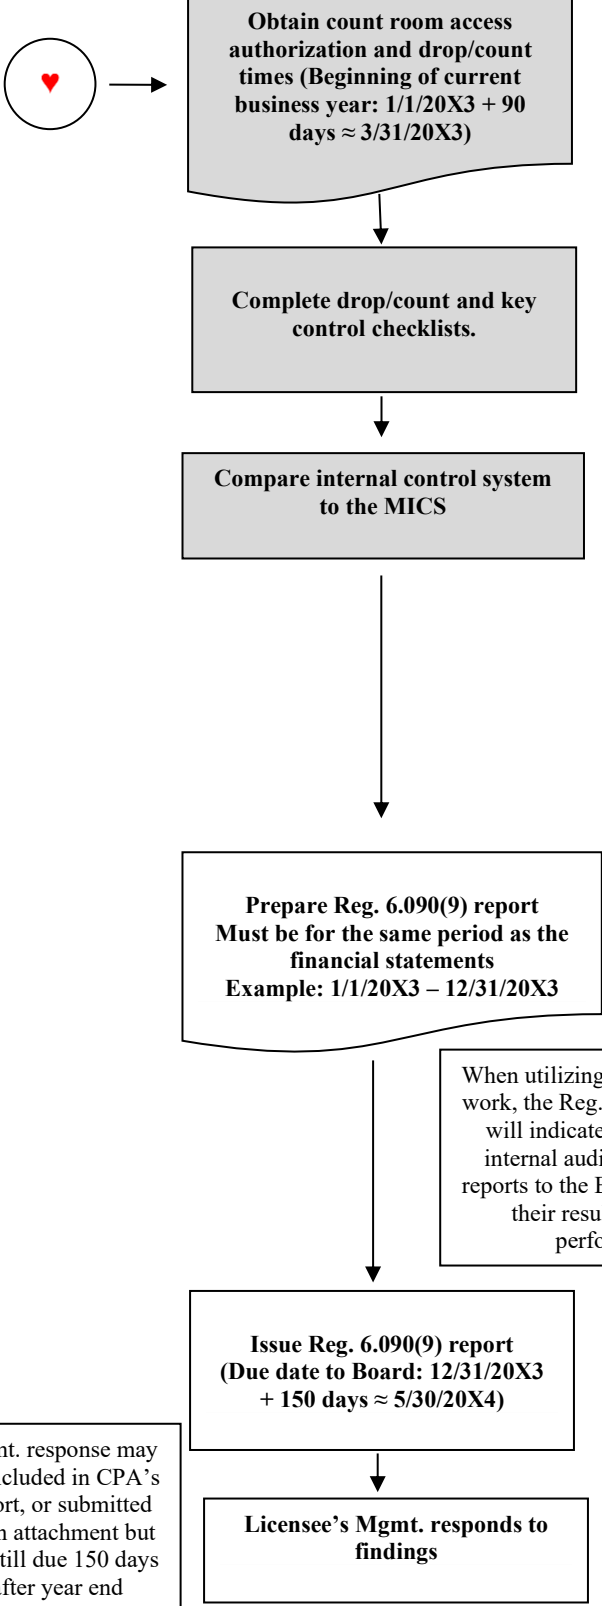 Obtain count room access
authorization and drop/count
times (Beginning of current
business year: 1/1/20X3 + 90
days ≈ 3/31/20X3)
♥
Complete drop/count and key
control checklists.
Compare internal control system
to the MICS
Prepare Reg. 6.090(9) report
Must be for the same period as the
financial statements
Example: 1/1/20X3 – 12/31/20X3
When utilizing
work, the Reg.
will indicate
internal audi
reports to the
their resu
perfo
Issue Reg. 6.090(9) report
(Due date to Board: 12/31/20X3
+ 150 days ≈ 5/30/20X4)
nt. response may
ncluded in CPA's
ort, or submitted
n attachment but
till due 150 days
after year end
Licensee's Mgmt. responds to
findings